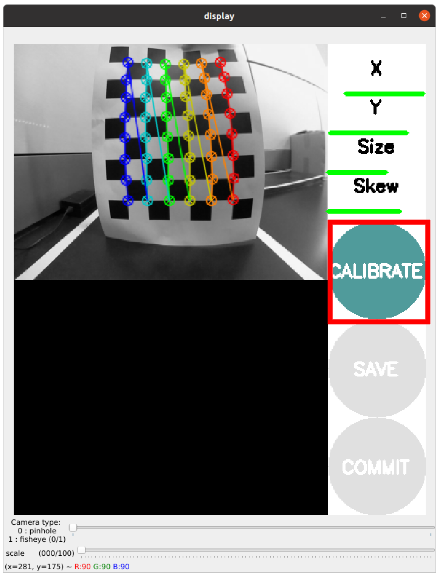 display
X
Y
Size
Skew
CALIBRATE
SAVE
COMMIT
Camera type:
0 : pinhole
1 : fisheye (0/1)
scale (000/100)
(x=281, y=175) ~ R:90 G:90 B:90